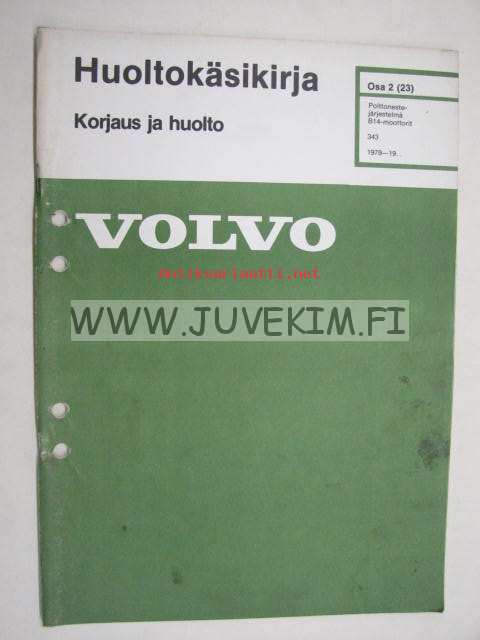 Huoltokäsikirja
Korjaus ja huolto
Osa 2 (23)
Polttoneste-
järjestelmä
B14-moottorit
343
1979—19..
VOLVO
Antikvariaatti.net
WWW.JUVEKIM.FI